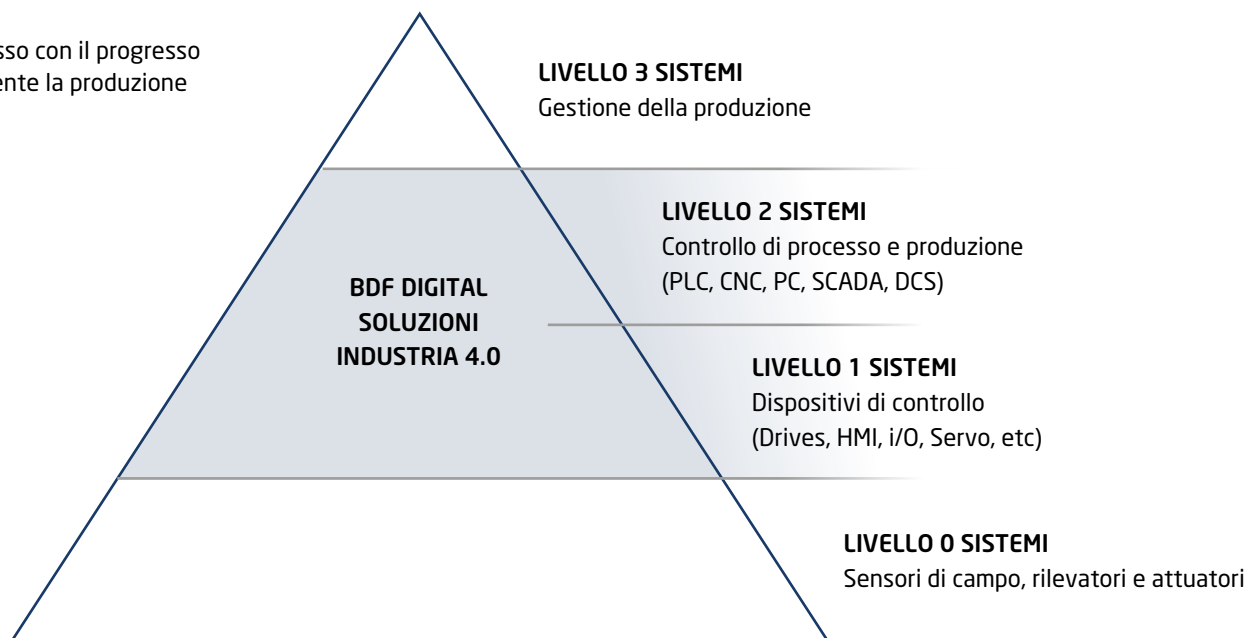 sso con il progresso
ente la produzione
LIVELLO 3 SISTEMI
Gestione della produzione
LIVELLO 2 SISTEMI
Controllo di processo e produzione
(PLC, CNC, PC, SCADA, DCS)
BDF DIGITAL
SOLUZIONI
INDUSTRIA 4.0
LIVELLO 1 SISTEMI
Dispositivi di controllo
(Drives, HMI, i/O, Servo, etc)
LIVELLO 0 SISTEMI
Sensori di campo, rilevatori e attuatori